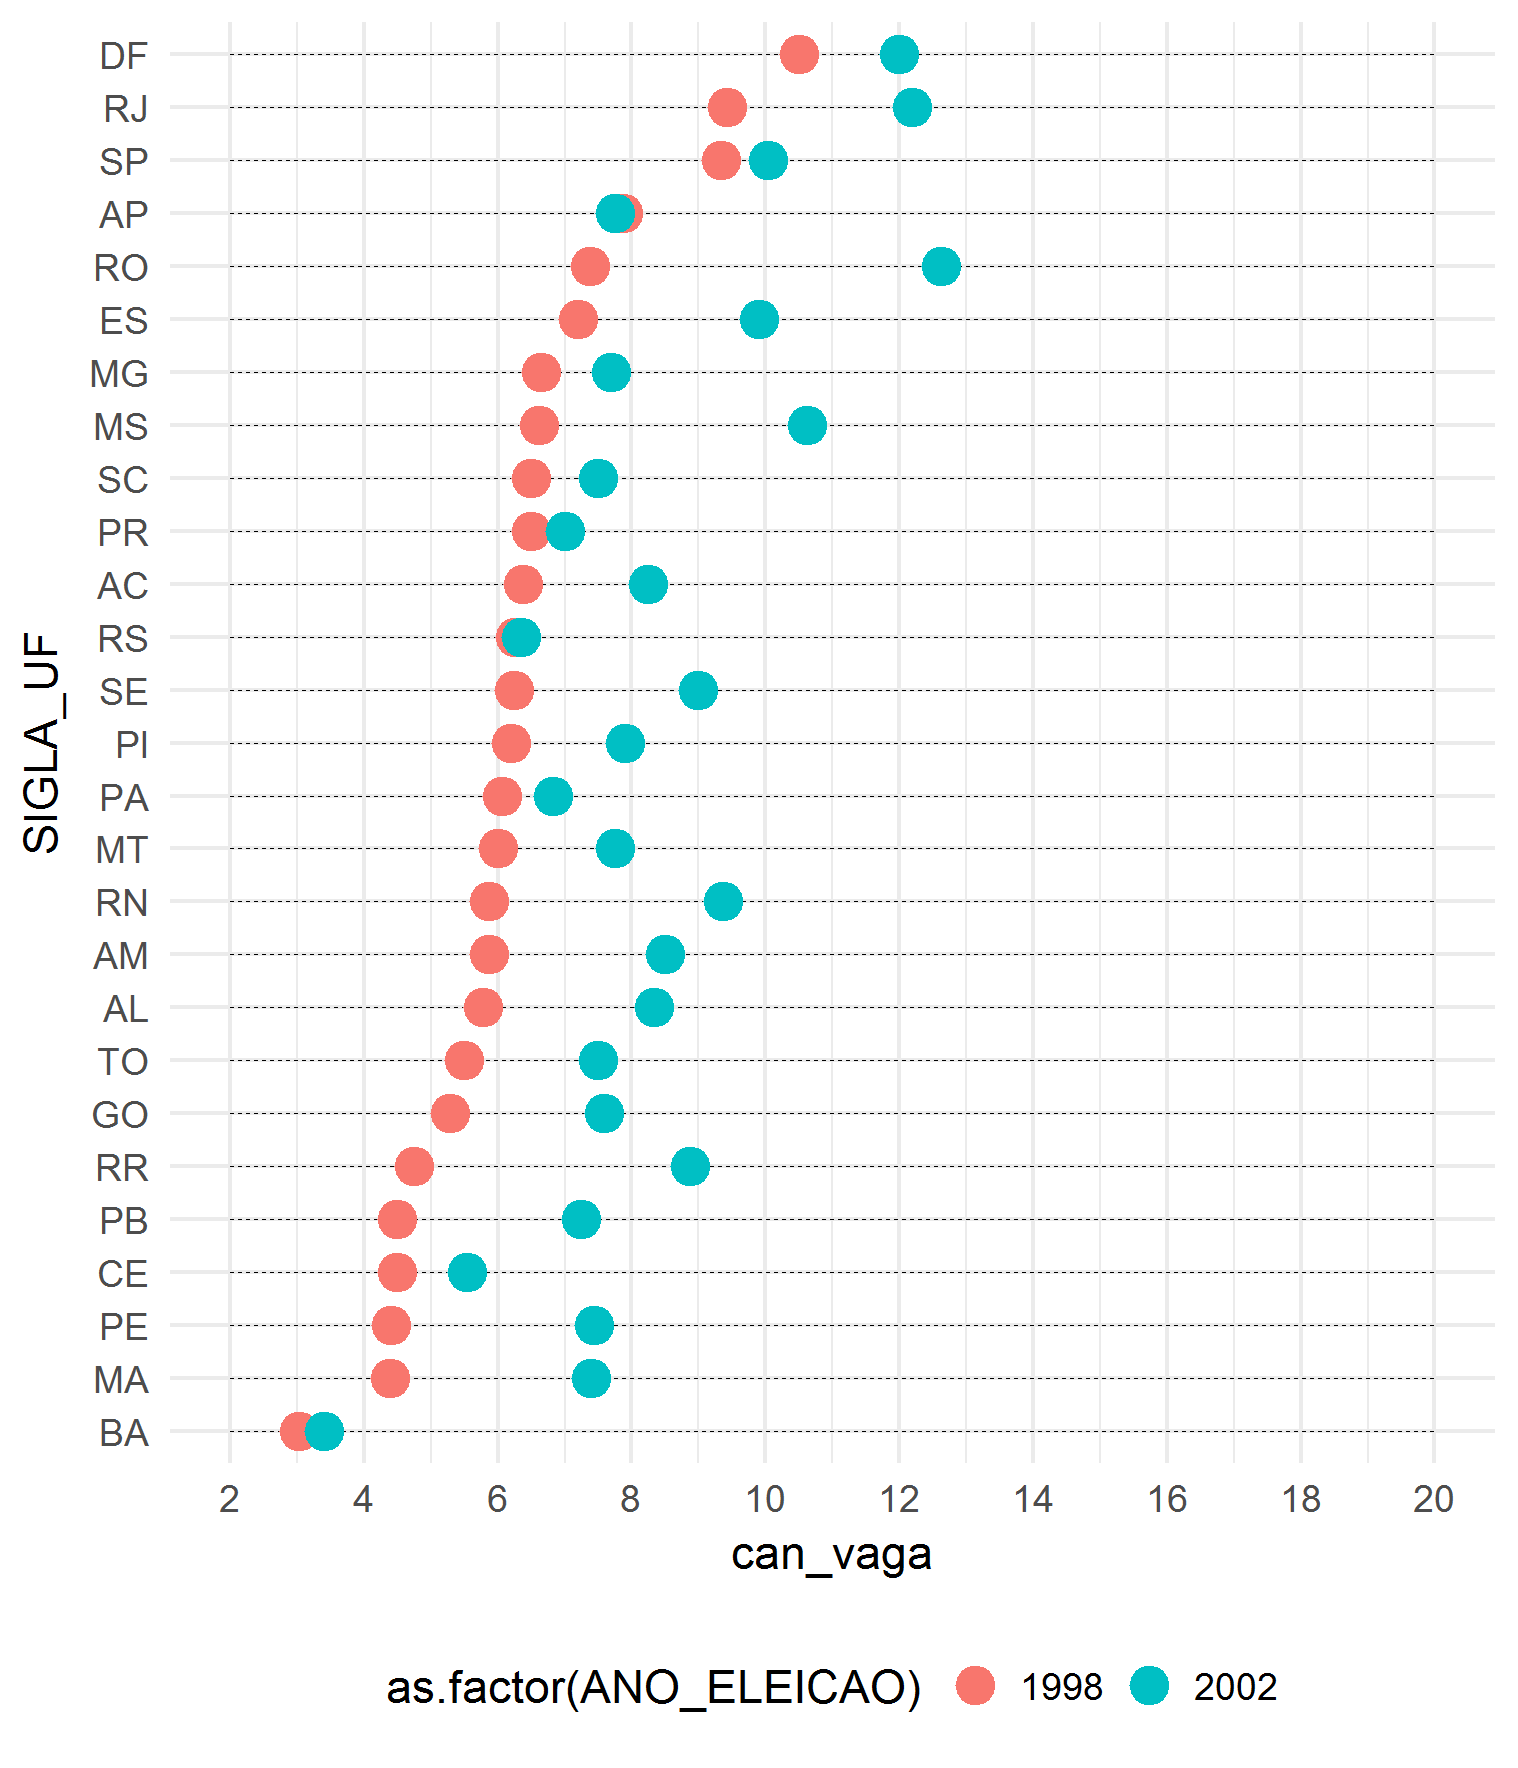 DF
RJ
SP
AP
RO
ES
MG
MS
SC
PR
AC
RS
SE
PI
PA
MT
RN
AM
AL
TO
GO
RR
PB
CE
PE
MA
BA
SIGLA_UF
2 4 6 8 10 12 14 16 18 20
can_vaga
as.factor(ANO_ELEICAO) 1998 2002